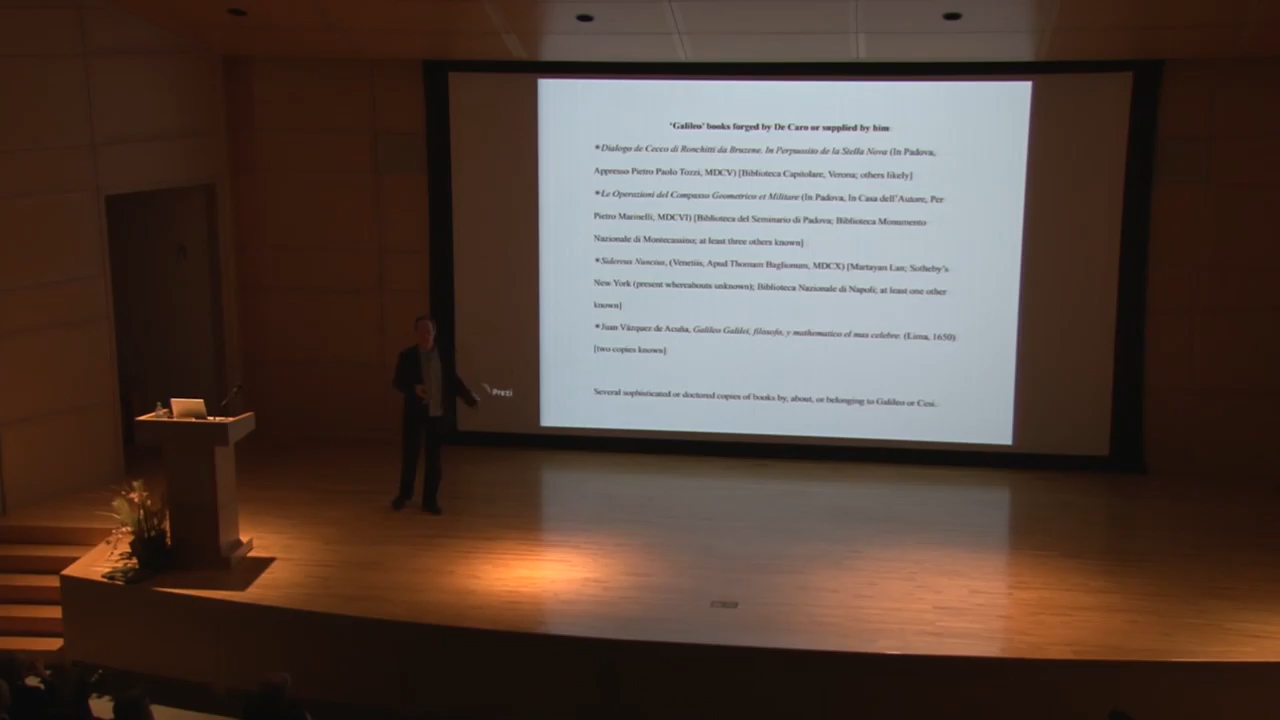 'Galileo' books forged by De Caro or supplied by him
*Dialogo de Cecco di Ronchitti da Bruzene. In Perpuosito de la Stella Nova (In Padova,
Appresso Pietro Paolo Tozzi, MDCV) [Biblioteca Capitolare, Verona; others likely]
*Le Operazioni del Compasso Geometrico et Militare (In Padova, In Casa dell'Autore, Per
Pietro Marinelli, MDCVI) [Biblioteca del Seminario di Padova; Biblioteca Monumento
Nazionale di Montecassino; at least three others known]
*Sidereus Nuncius, (Venetiis, Apud Thomam Baglionum, MDCX) [Martayan Lan; Sotheby's
New York (present whereabouts unknown); Biblioteca Nazionale di Napoli; at least one other
known]
*Juan Vázquez de Acuña, Galileo Galilei, filosofo, y mathematico el mas celebre. (Lima, 1650)
[two copies known]
Several sophisticated or doctored copies of books by, about, or belonging to Galileo or Cesi.
Prezi